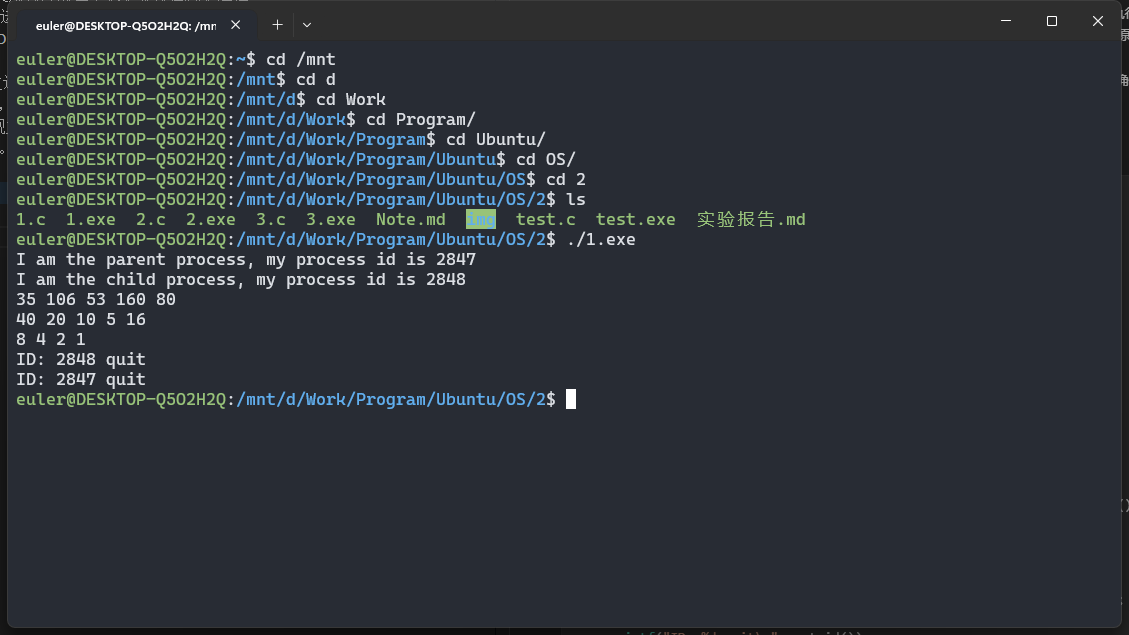 euler@DESKTOP-Q5O2H2Q: /mn
euler@DESKTOP-Q5O2H2Q:~$ cd /mnt
euler@DESKTOP-Q5O2H2Q:/mnt$ cd d
euler@DESKTOP-Q5O2H2Q:/mnt/d$ cd Work
euler@DESKTOP-Q5O2H2Q:/mnt/d/Work$ cd Program/
euler@DESKTOP-Q5O2H2Q:/mnt/d/Work/Program$ cd Ubuntu/
euler@DESKTOP-Q5O2H2Q:/mnt/d/Work/Program/Ubuntu$ cd OS/
euler@DESKTOP-Q5O2H2Q:/mnt/d/Work/Program/Ubuntu/OS$ cd 2
euler@DESKTOP-Q5O2H2Q:/mnt/d/Work/Program/Ubuntu/OS/2$ ls
1.c 1.exe 2.c 2.exe 3.c 3.exe Note.md img test.c test.exe 实验报告.md
euler@DESKTOP-Q5O2H2Q:/mnt/d/Work/Program/Ubuntu/OS/2$ ./1.exe
I am the parent process, my process id is 2847
I am the child process, my process id is 2848
35 106 53 160 80
40 20 10 5 16
8 4 2 1
ID: 2848 quit
ID: 2847 quit
euler@DESKTOP-Q5O2H2Q:/mnt/d/Work/Program/Ubuntu/OS/2$